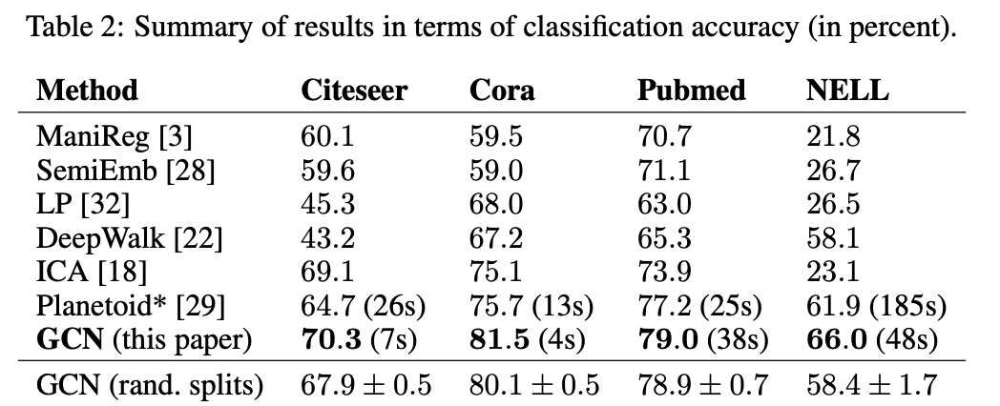 Table 2: Summary of results in terms of classification accuracy (in percent).
Method Citeseer Cora Pubmed NELL
ManiReg [3] 60.1 59.5 70.7 21.8
SemiEmb [28] 59.6 59.0 71.1 26.7
LP [32] 45.3 68.0 63.0 26.5
DeepWalk [22] 43.2 67.2 65.3 58.1
ICA [18] 69.1 75.1 73.9 23.1
Planetoid* [29] 64.7 (26s) 75.7 (13s) 77.2 (25s) 61.9 (185s)
GCN (this paper) 70.3 (7s) 81.5 (4s) 79.0 (38s) 66.0 (48s)
GCN (rand. splits) 67.9 ± 0.5 80.1 ± 0.5 78.9 ± 0.7 58.4 ± 1.7